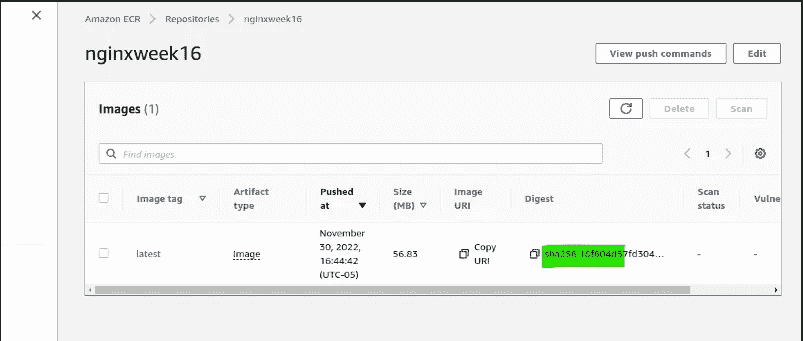 Amazon ECR > Repositories > nginxweek16
nginxweek16
View push commands
Edit
Images (1)
Delete
Scan
Find images
1
Image tag
Artifact type
Pushed at
Size (MB)
Image URI
Digest
Scan status
Vulne
latest
Image
November
30, 2022,
16:44:42
(UTC-05)
56.83
Copy
URI
-
-